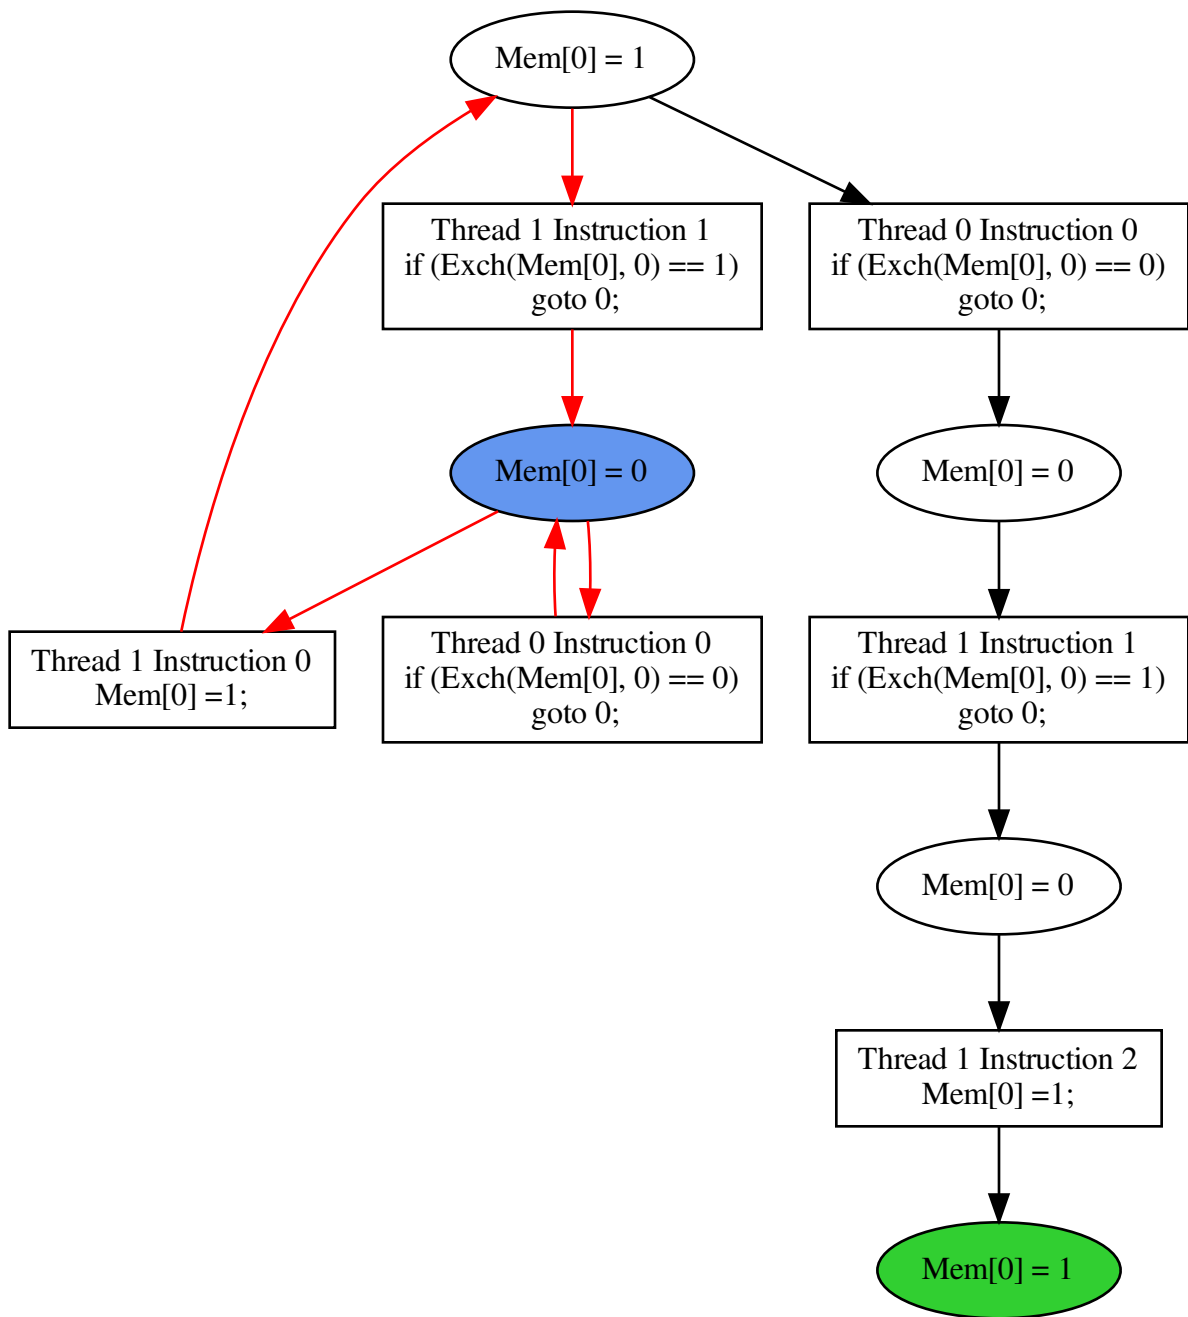 Mem[0] = 1
Thread 1 Instruction 1
if (Exch(Mem[0], 0) == 1)
goto 0;
Thread 0 Instruction 0
if (Exch(Mem[0], 0) == 0)
goto 0;
Mem[0] = 0
Mem[0] = 0
Thread 1 Instruction 0
Mem[0] =1;
Thread 0 Instruction 0
if (Exch(Mem[0], 0) == 0)
goto 0;
Thread 1 Instruction 1
if (Exch(Mem[0], 0) == 1)
goto 0;
Mem[0] = 0
Thread 1 Instruction 2
Mem[0] =1;
Mem[0] = 1